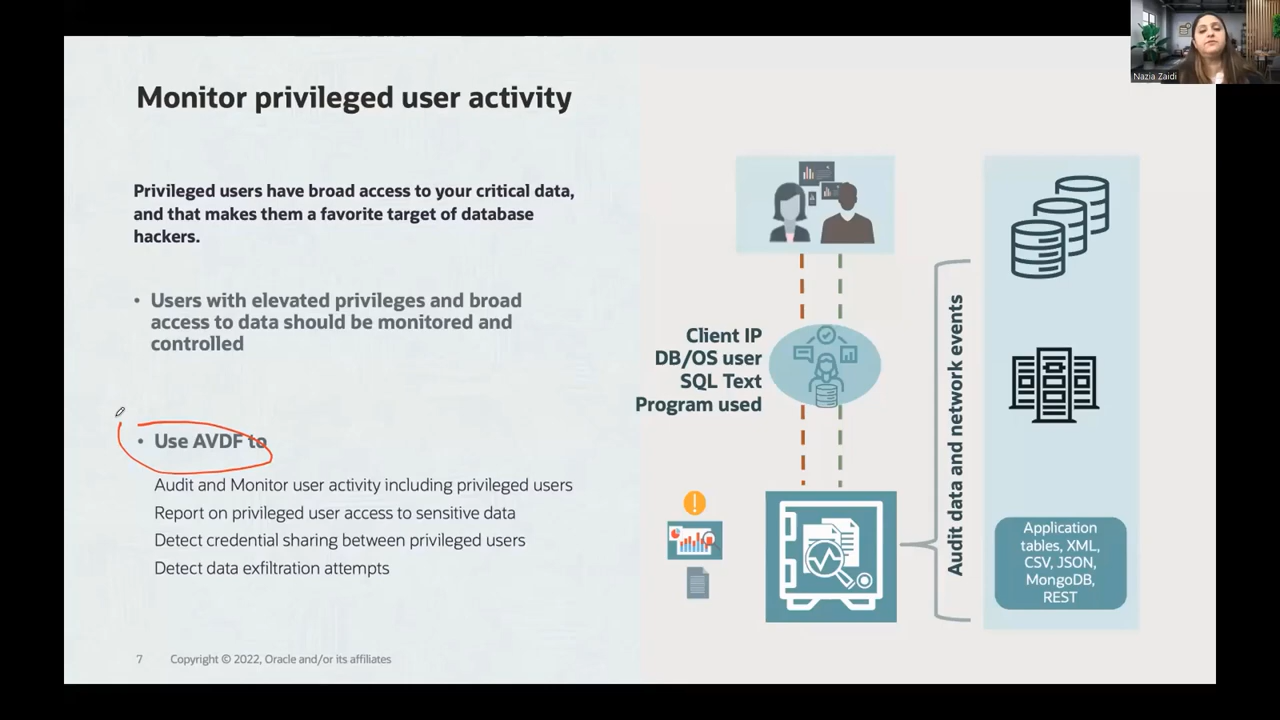 Nazia Zaidi
Monitor privileged user activity
Privileged users have broad access to your critical data,
and that makes them a favorite target of database
hackers.
• Users with elevated privileges and broad
access to data should be monitored and
controlled
• Use AVDF to
Audit and Monitor user activity including privileged users
Report on privileged user access to sensitive data
Detect credential sharing between privileged users
Detect data exfiltration attempts
Client IP
DB/OS user
SQL Text
Program used
Audit data and network events
Application
tables, XML,
CSV, JSON,
MongoDB,
REST
7 Copyright © 2022, Oracle and/or its affiliates